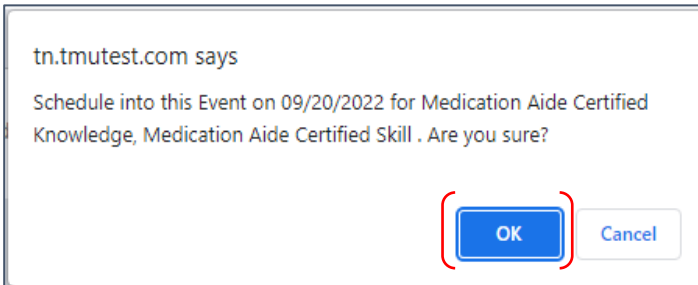 tn.tmutest.com says
Schedule into this Event on 09/20/2022 for Medication Aide Certified
Knowledge, Medication Aide Certified Skill . Are you sure?
OK
Cancel